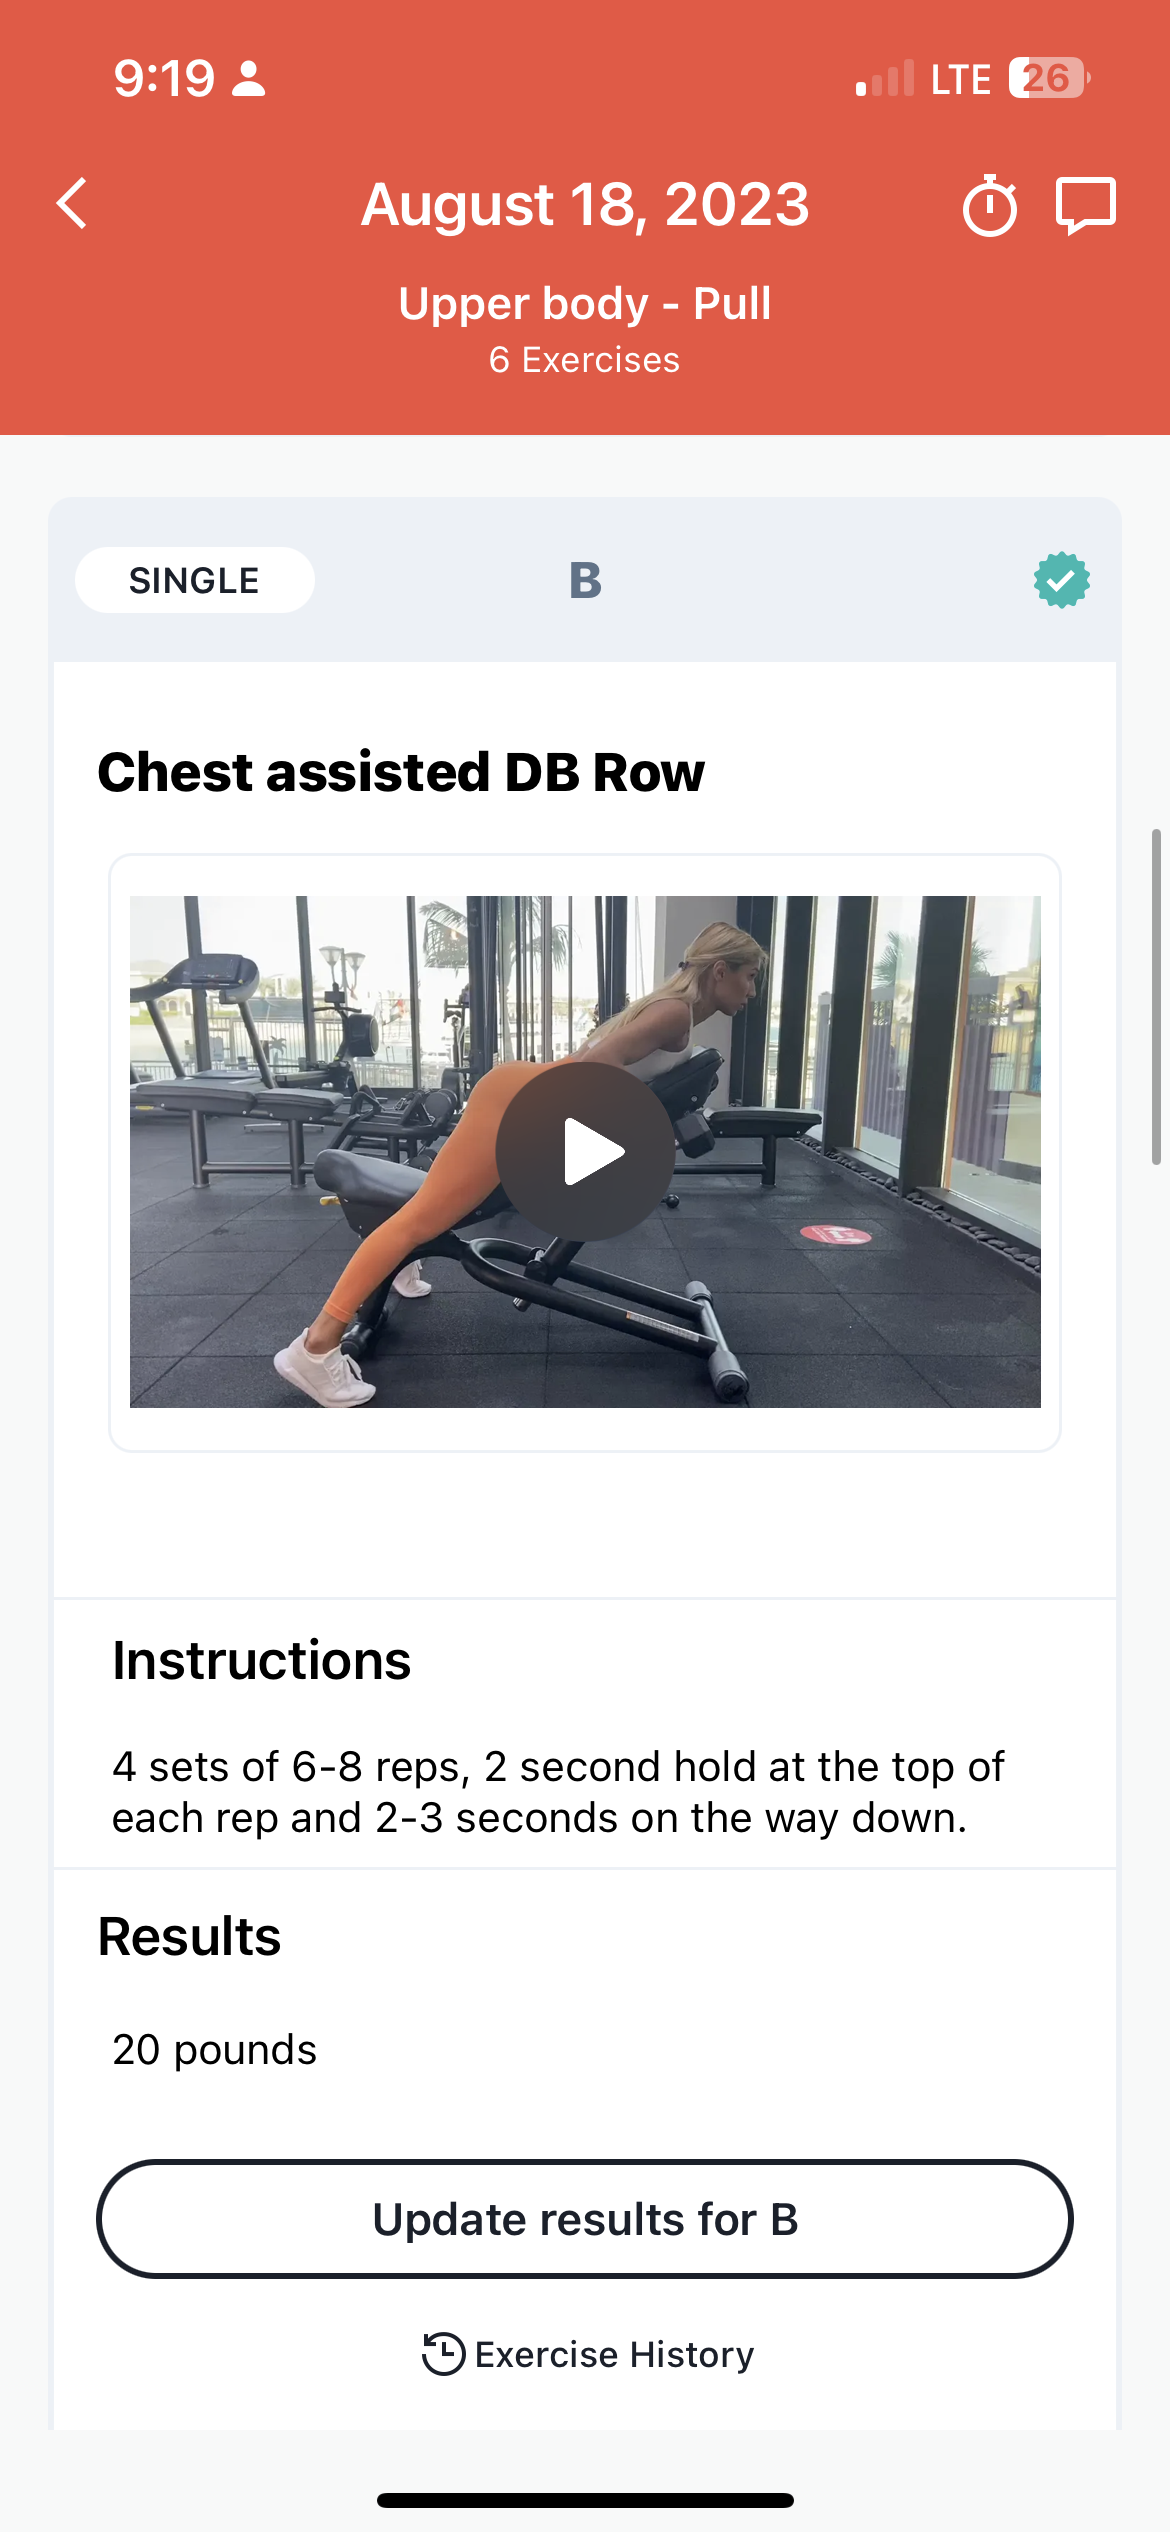 9:19
LTE 26
August 18, 2023
Upper body - Pull
6 Exercises
SINGLE
B
Chest assisted DB Row
Instructions
4 sets of 6-8 reps, 2 second hold at the top of
each rep and 2-3 seconds on the way down.
Results
20 pounds
Update results for B
Exercise History